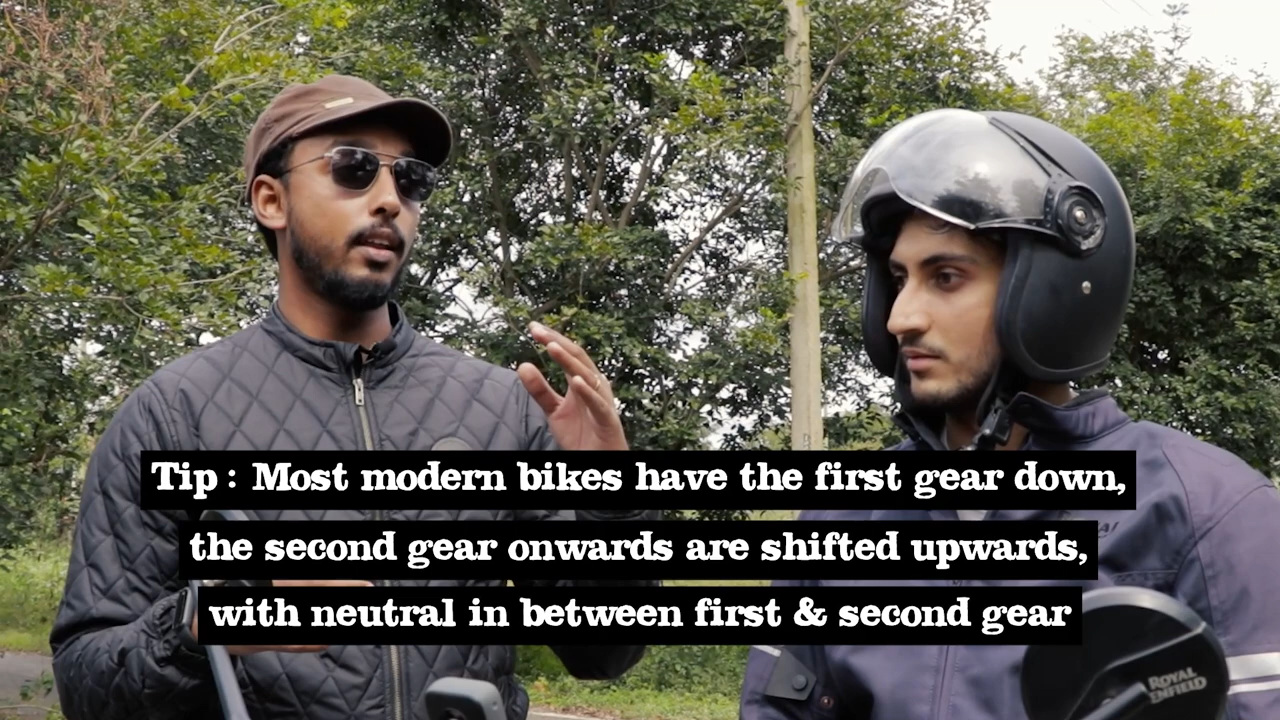 Tip : Most modern bikes have the first gear down,
the second gear onwards are shifted upwards,
with neutral in between first & second gear
ROYAL
ENFIELD